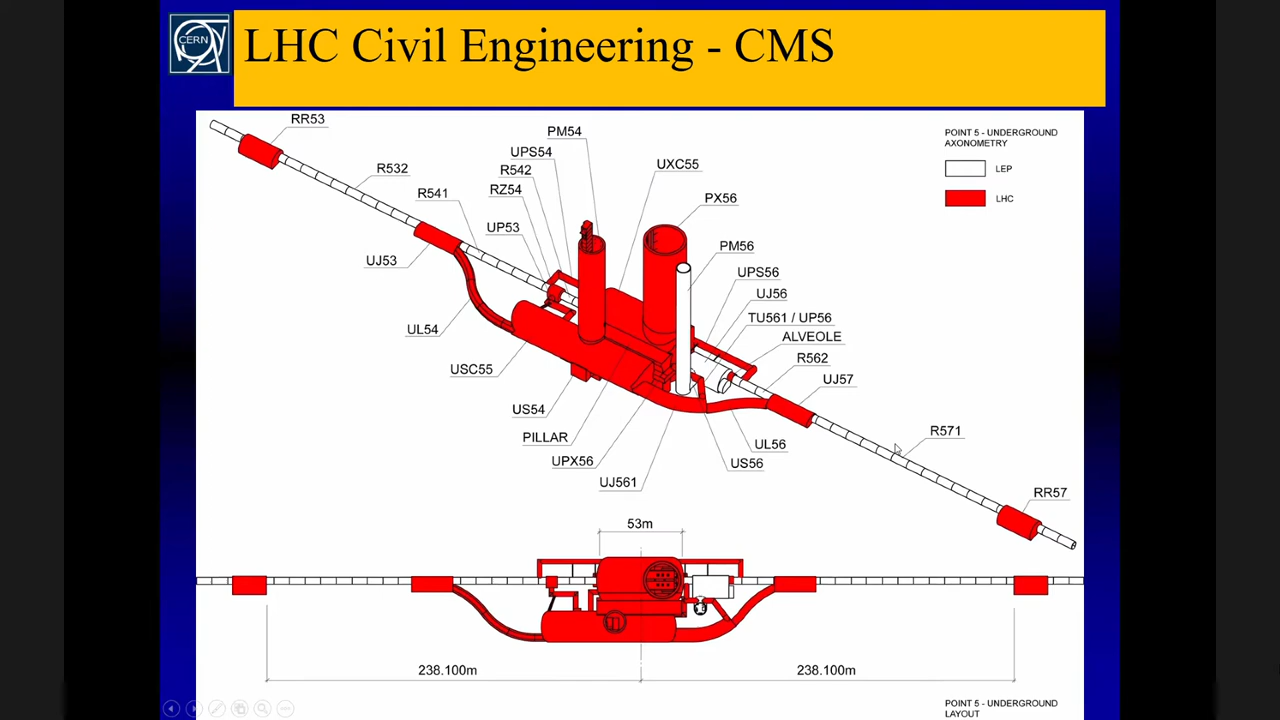 CERN
LHC Civil Engineering - CMS
POINT 5 - UNDERGROUND
AXONOMETRY
LEP
LHC
RR53
R532
R541
UJ53
UL54
PM54
UPS54
R542
RZ54
UP53
UXC55
PX56
PM56
UPS56
UJ56
TU561 / UP56
ALVEOLE
R562
UJ57
USC55
US54
PILLAR
UPX56
UJ561
UL56
US56
R571
RR57
53m
238.100m
238.100m
POINT 5 - UNDERGROUND
LAYOUT